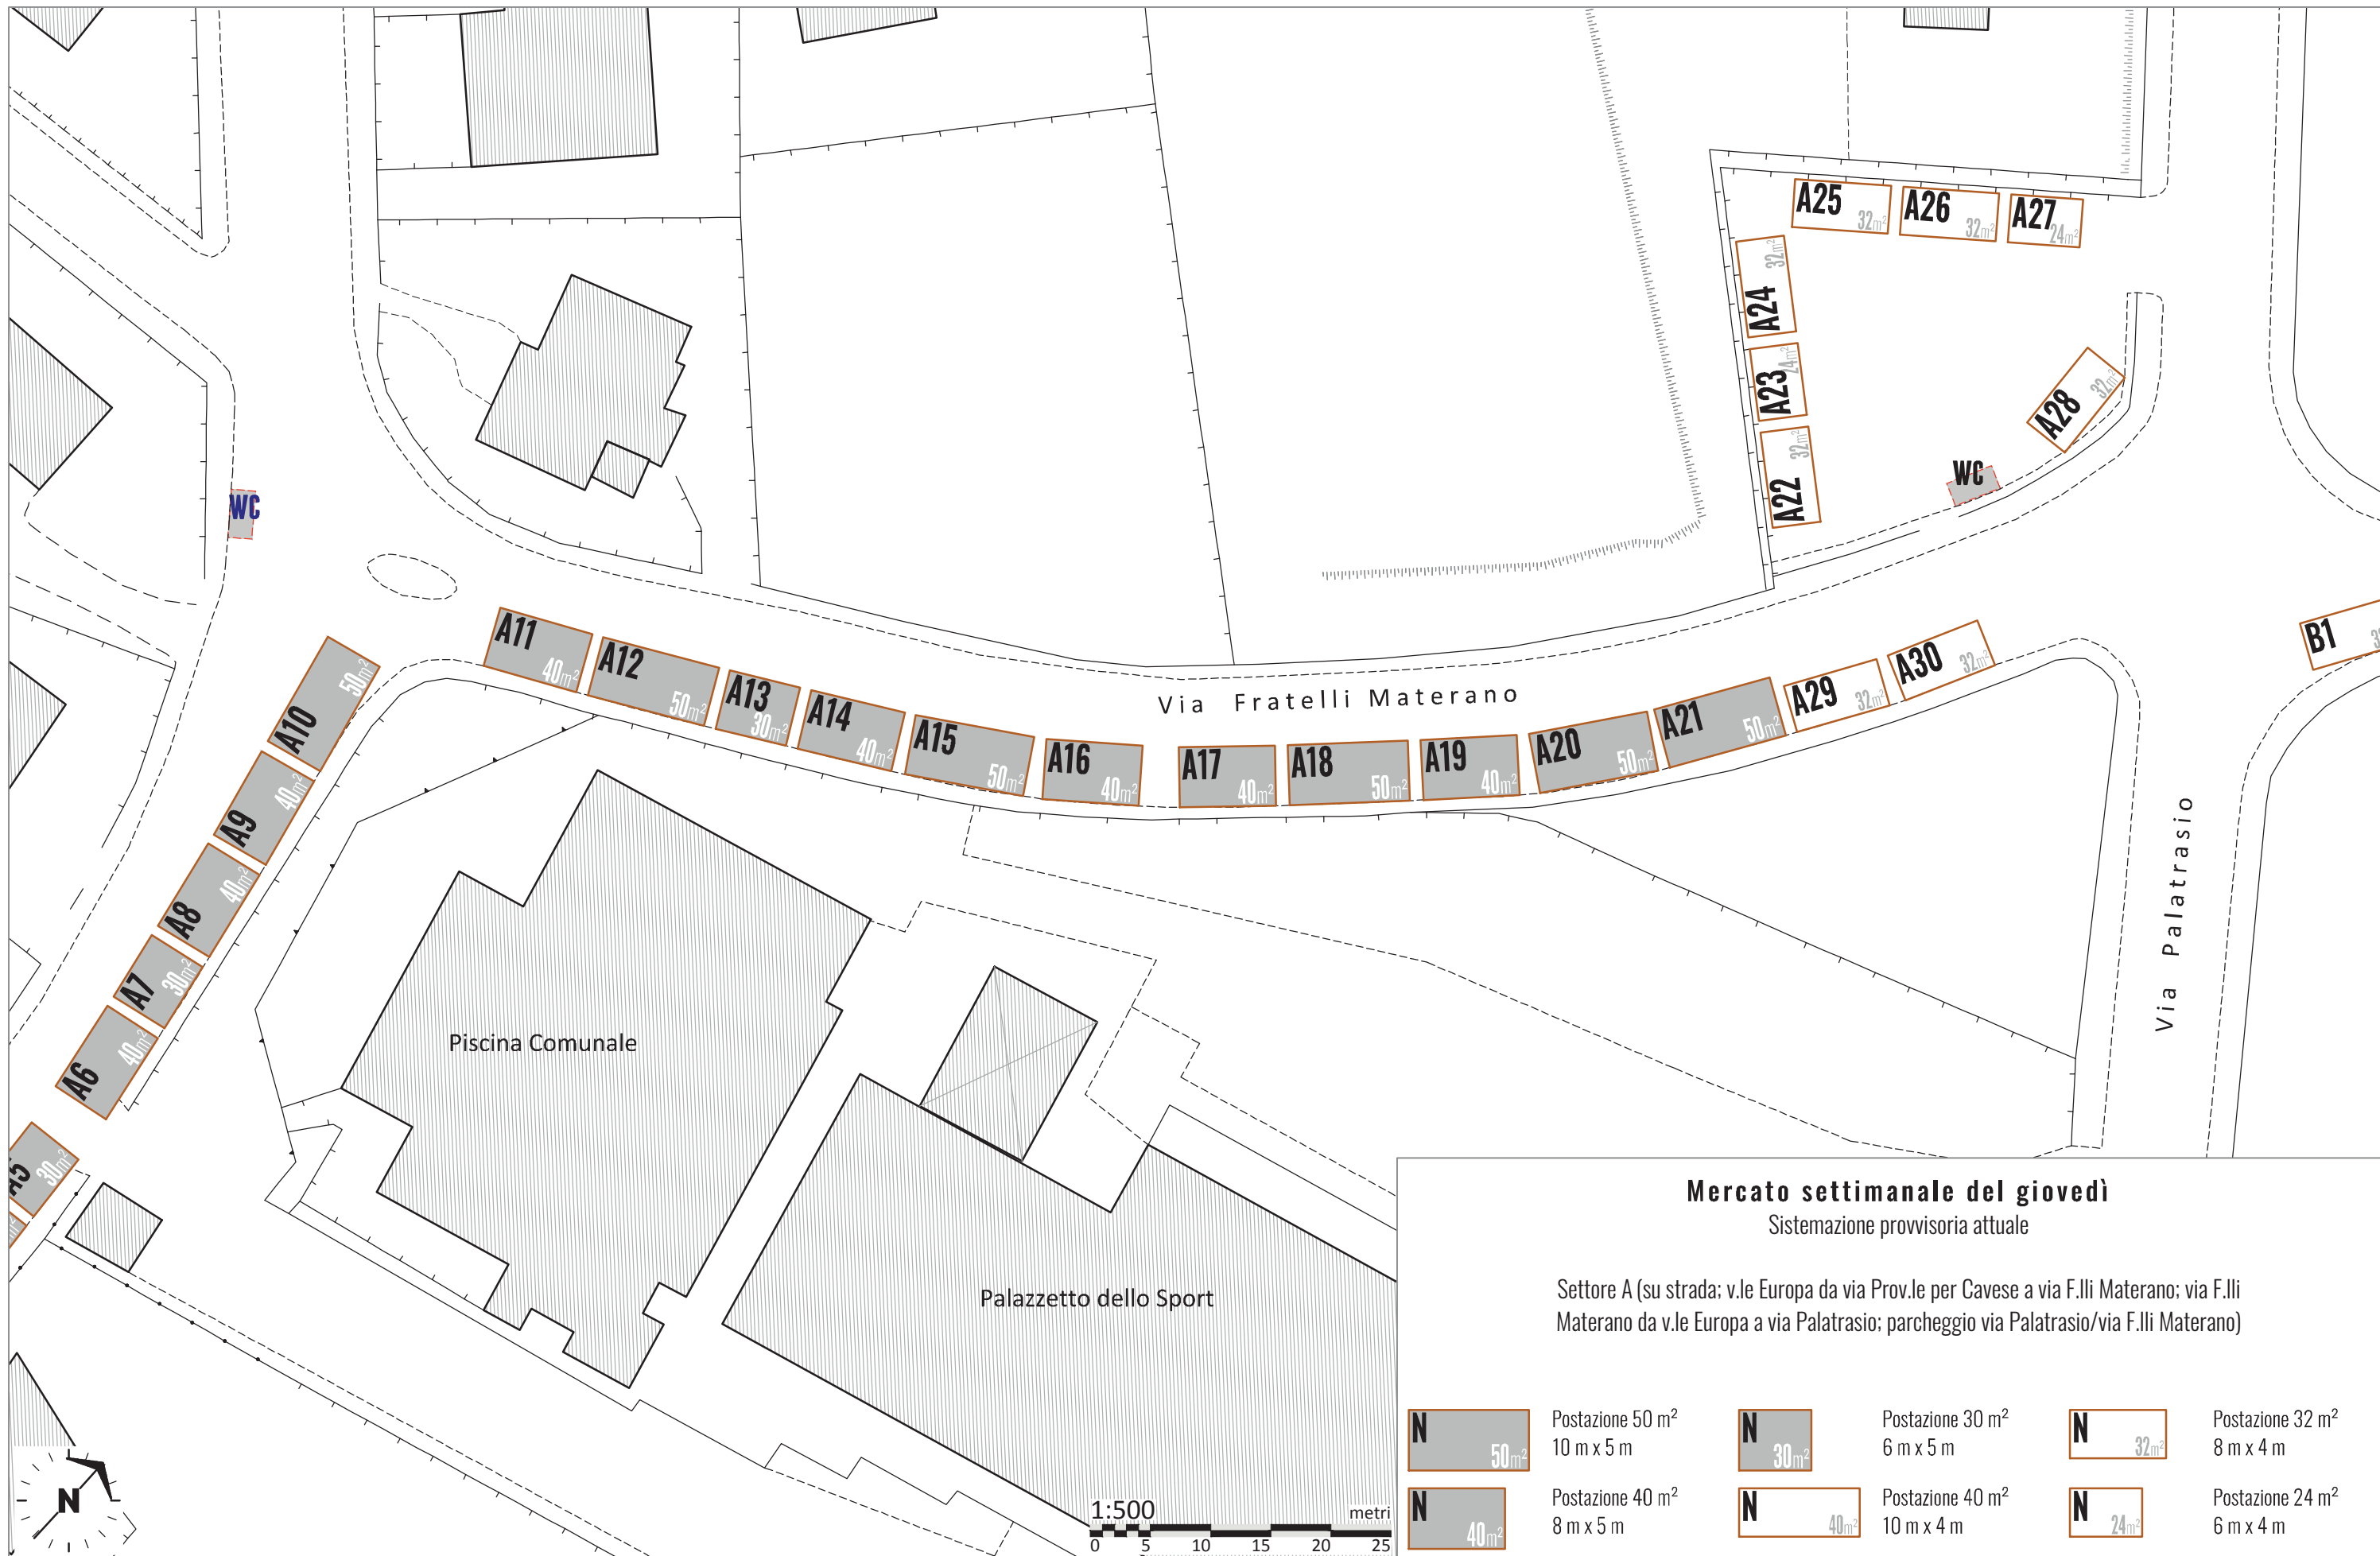 A25
32m²
A26
32m²
A27
24m²
A24
32m²
A23
24m²
A22
32m²
A28
32m²
WC
WC
A11
40m²
A12
50m²
A13
30m²
A14
40m²
A15
50m²
A16
40m²
A17
40m²
A18
50m²
A19
40m²
A20
50m²
A21
50m²
A29
32m²
A30
32m²
B1
Via Fratelli Materano
A10
50m²
A9
40m²
A8
40m²
A7
30m²
A6
40m²
A5
30m²
m²
Via Palatrasio
Piscina Comunale
Palazzetto dello Sport
N
1:500
metri
0 5 10 15 20 25
Mercato settimanale del giovedì
Sistemazione provvisoria attuale
Settore A (su strada; v.le Europa da via Prov.le per Cavese a via F.lli Materano; via F.lli
Materano da v.le Europa a via Palatrasio; parcheggio via Palatrasio/via F.lli Materano)
N
50m²
Postazione 50 m²
10 m x 5 m
N
30m²
Postazione 30 m²
6 m x 5 m
N
32m²
Postazione 32 m²
8 m x 4 m
N
40m²
Postazione 40 m²
8 m x 5 m
N
40m²
Postazione 40 m²
10 m x 4 m
N
24m²
Postazione 24 m²
6 m x 4 m